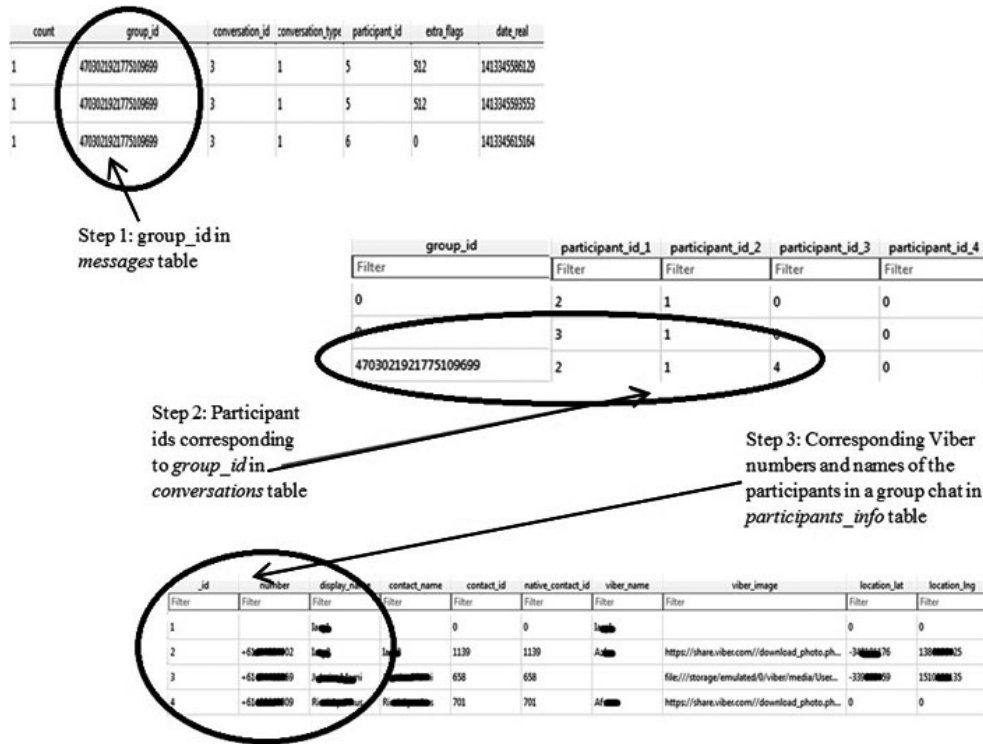 count group_id conversation_id conversation_type participant_id extra_flags date_real
1 4703021921775109699 3 1 5 512 1413345586129
1 4703021921775109699 3 1 5 512 1413345593553
1 4703021921775109699 3 1 6 0 1413345615164
Step 1: group_id in
messages table
group_id participant_id_1 participant_id_2 participant_id_3 participant_id_4
Filter Filter Filter Filter Filter
0 2 1 0 0
3 1
4703021921775109699 2 1 4 0
Step 2: Participant
ids corresponding
to group_id in
conversations table
Step 3: Corresponding Viber
numbers and names of the
participants in a group chat in
participants_info table
_id number display_name contact_name contact_id native_contact_id viber_name viber_image location_lat location_lng
Filter Filter Filter Filter Filter Filter Filter Filter Filter Filter
1 0 0 0 0
2 1139 1139 https://share.viber.com//download_photo.ph...
3 658 658 file:///storage/emulated/0/viber/media/User...
4 701 701 https://share.viber.com//download_photo.ph... 0 0